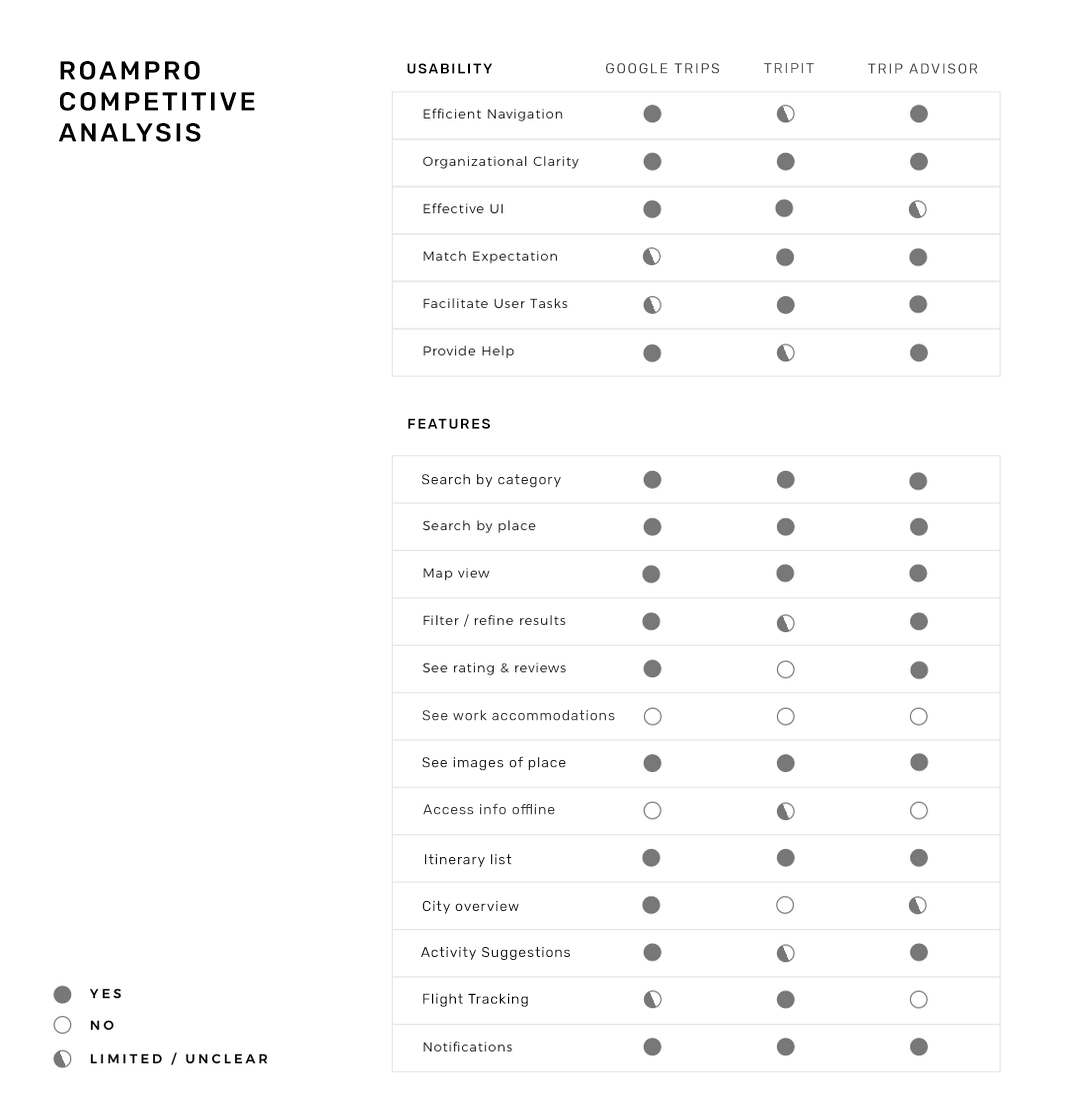 ROAMPRO
COMPETITIVE
ANALYSIS
USABILITY GOOGLE TRIPS TRIPIT TRIP ADVISOR
Efficient Navigation
Organizational Clarity
Effective UI
Match Expectation
Facilitate User Tasks
Provide Help
FEATURES
Search by category
Search by place
Map view
Filter / refine results
See rating & reviews
See work accommodations
See images of place
Access info offline
Itinerary list
City overview
Activity Suggestions
Flight Tracking
Notifications
YES
NO
LIMITED / UNCLEAR